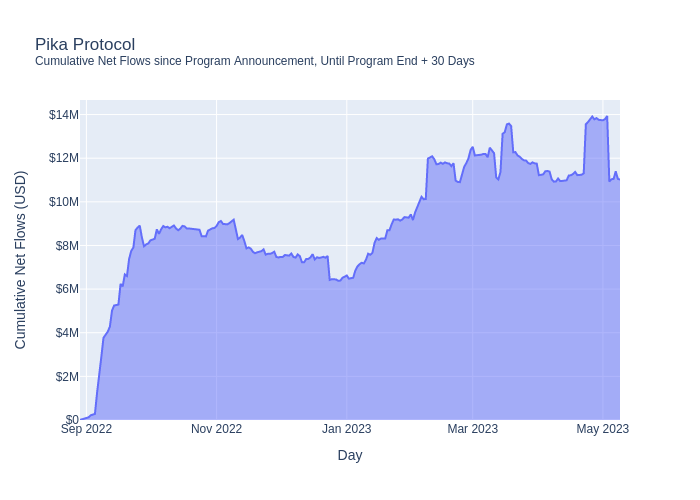 Pika Protocol
Cumulative Net Flows since Program Announcement, Until Program End + 30 Days
Cumulative Net Flows (USD)
$14M
$12M
$10M
$8M
$6M
$4M
$2M
$0
Sep 2022 Nov 2022 Jan 2023 Mar 2023 May 2023
Day